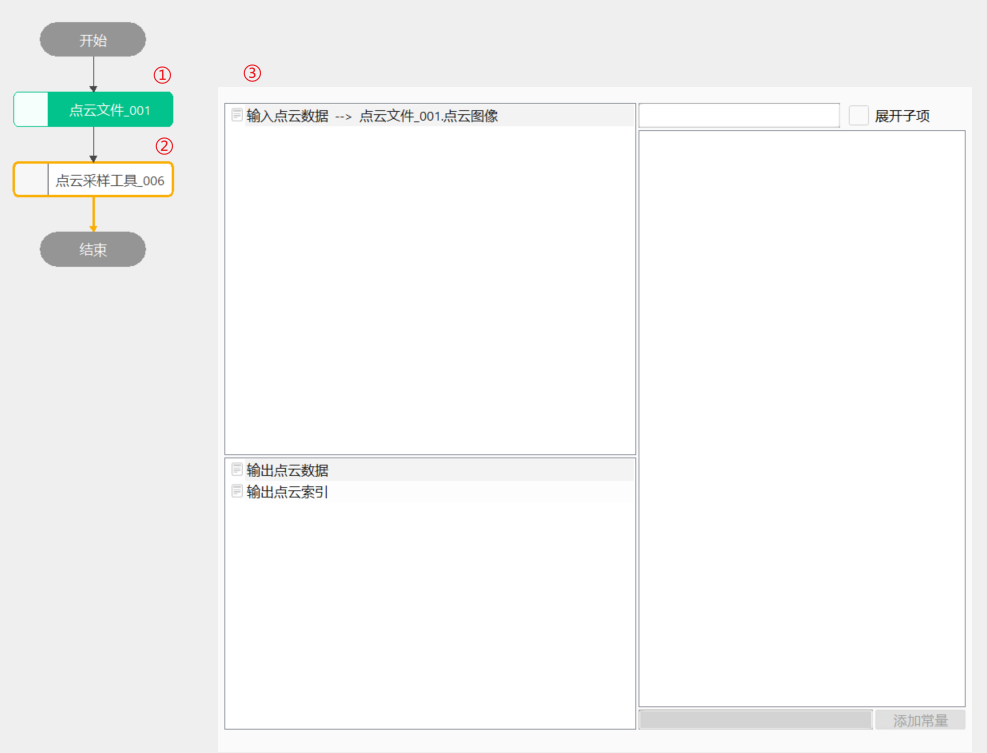 开始
①
点云文件_001
②
点云采样工具_006
结束
③
输入点云数据 --> 点云文件_001.点云图像
展开子项
输出点云数据
输出点云索引
添加常量